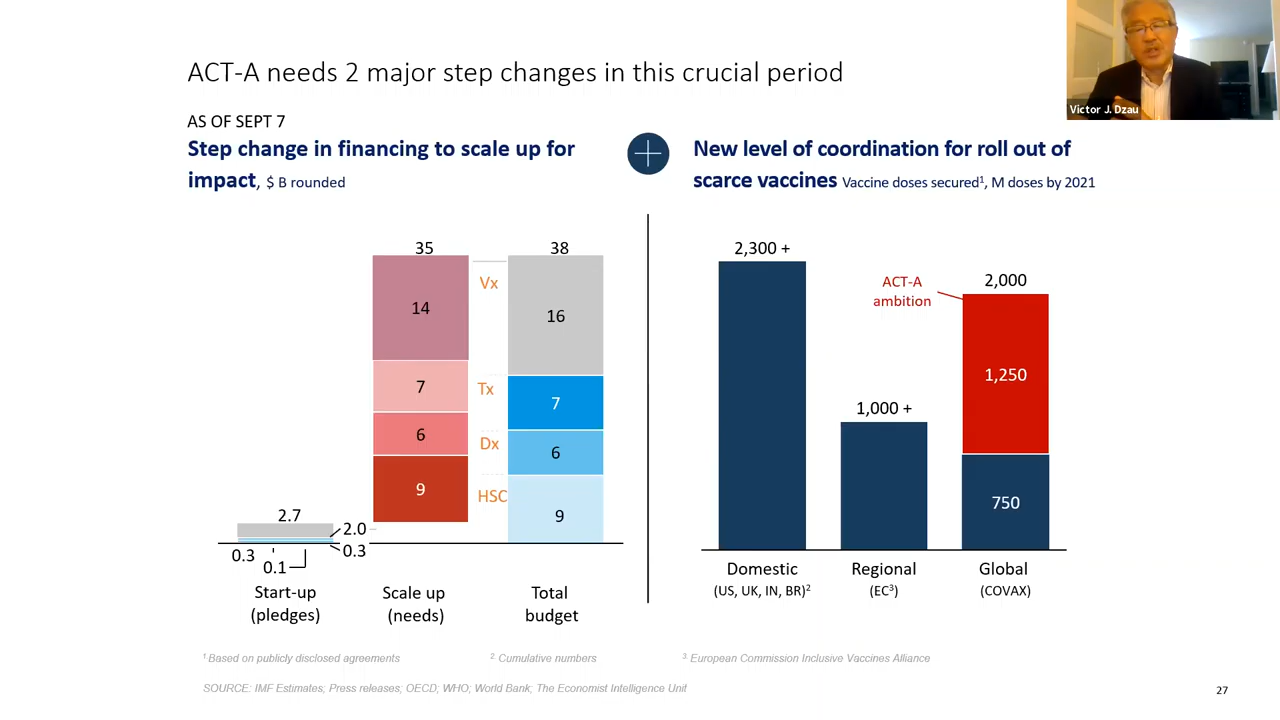 ACT-A needs 2 major step changes in this crucial period
Victor J. Dzau
AS OF SEPT 7
Step change in financing to scale up for
impact, $ B rounded
New level of coordination for roll out of
scarce vaccines Vaccine doses secured¹, M doses by 2021
35
38
14
16
7
7
6
6
9
9
Vx
Tx
Dx
HSC
2.7
2.0
0.3
0.3
0.1
Start-up
(pledges)
Scale up
(needs)
Total
budget
2,300 +
1,000 +
ACT-A
ambition
2,000
1,250
750
Domestic
(US, UK, IN, BR)²
Regional
(EC³)
Global
(COVAX)
¹ Based on publicly disclosed agreements
² Cumulative numbers
³ European Commission Inclusive Vaccines Alliance
SOURCE: IMF Estimates; Press releases; OECD; WHO; World Bank; The Economist Intelligence Unit
27